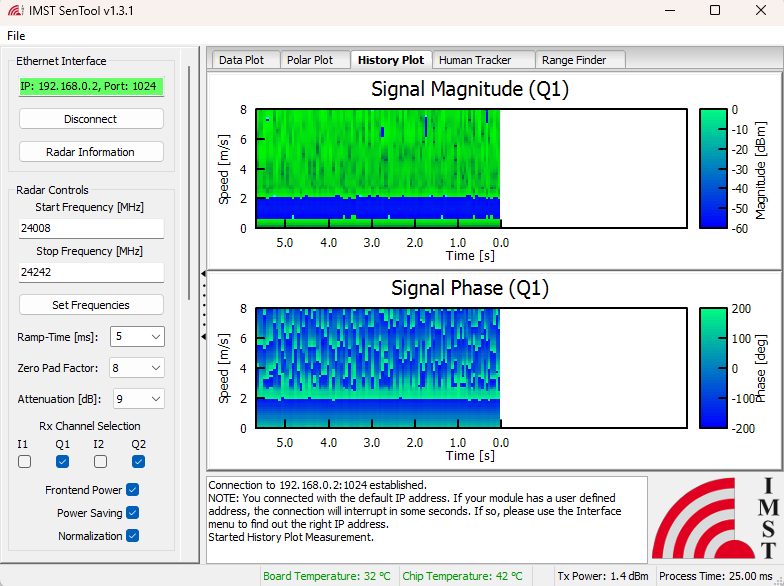 IMST SenTool v1.3.1
File
Ethernet Interface
IP: 192.168.0.2, Port: 1024
Disconnect
Radar Information
Radar Controls
Start Frequency [MHz]
24008
Stop Frequency [MHz]
24242
Set Frequencies
Ramp-Time [ms]: 5
Zero Pad Factor: 8
Attenuation [dB]: 9
Rx Channel Selection
I1 Q1 I2 Q2
Frontend Power
Power Saving
Normalization
Data Plot Polar Plot History Plot Human Tracker Range Finder
Signal Magnitude (Q1)
Speed [m/s]
8
6
4
2
0
5.0 4.0 3.0 2.0 1.0 0.0
Time [s]
0
-10
-20
-30
-40
-50
-60
Magnitude [dBm]
Signal Phase (Q1)
Speed [m/s]
8
6
4
2
0
5.0 4.0 3.0 2.0 1.0 0.0
Time [s]
200
100
0
-100
-200
Phase [deg]
Connection to 192.168.0.2:1024 established.
NOTE: You connected with the default IP address. If your module has a user defined
address, the connection will interrupt in some seconds. If so, please use the Interface
menu to find out the right IP address.
Started History Plot Measurement.
IMST
Board Temperature: 32 °C Chip Temperature: 42 °C Tx Power: 1.4 dBm Process Time: 25.00 ms